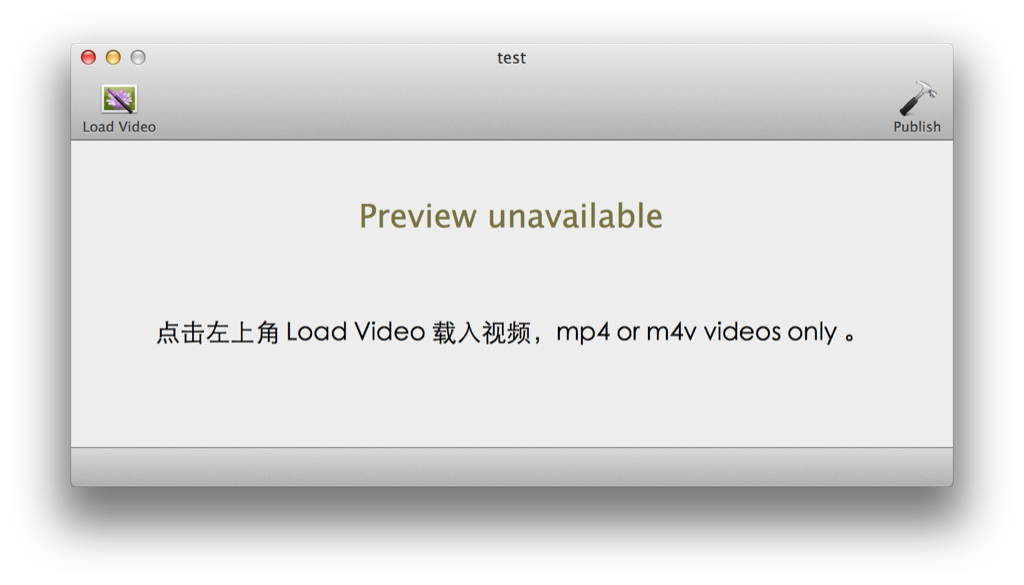 test
Load Video
Publish
Preview unavailable
点击左上角 Load Video 载入视频，mp4 or m4v videos only 。